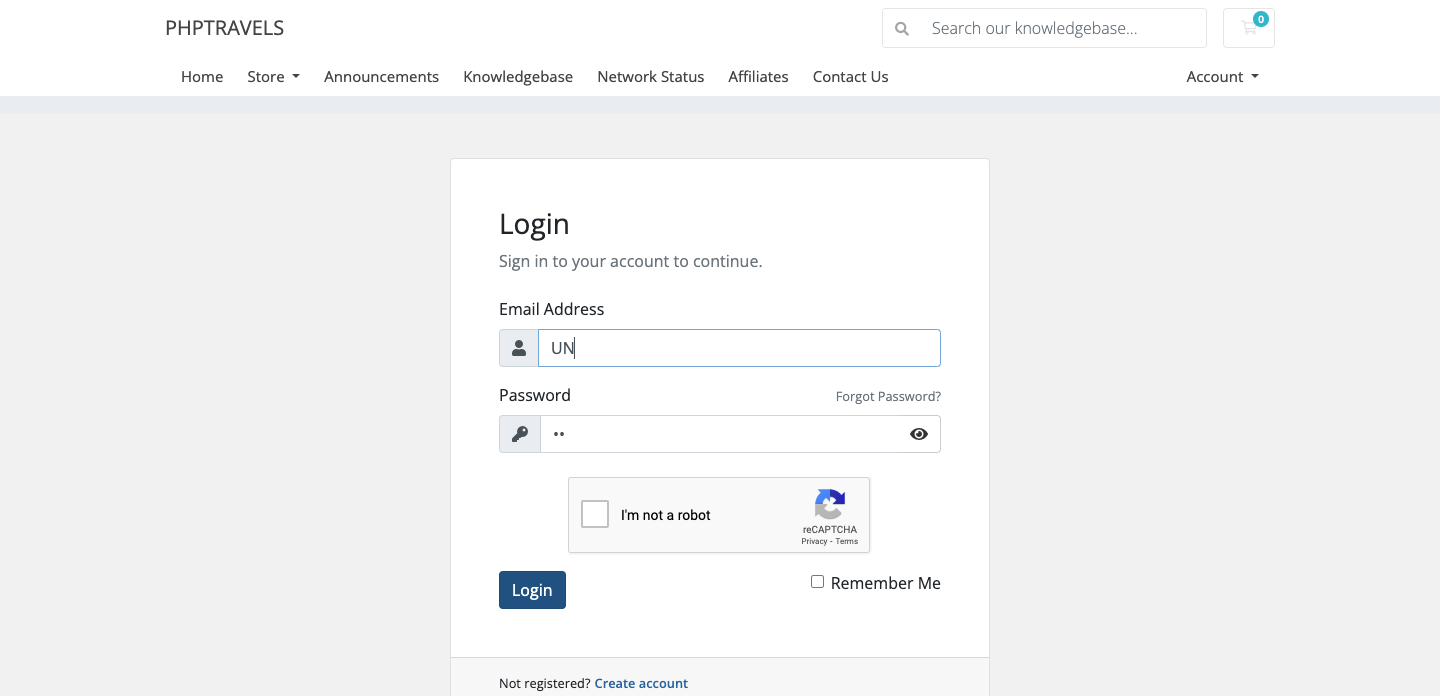 PHPTRAVELS
Search our knowledgebase...
0
Home Store Announcements Knowledgebase Network Status Affiliates Contact Us Account
Login
Sign in to your account to continue.
Email Address
UN
Password Forgot Password?
••
I'm not a robot
reCAPTCHA
Privacy - Terms
Login Remember Me
Not registered? Create account